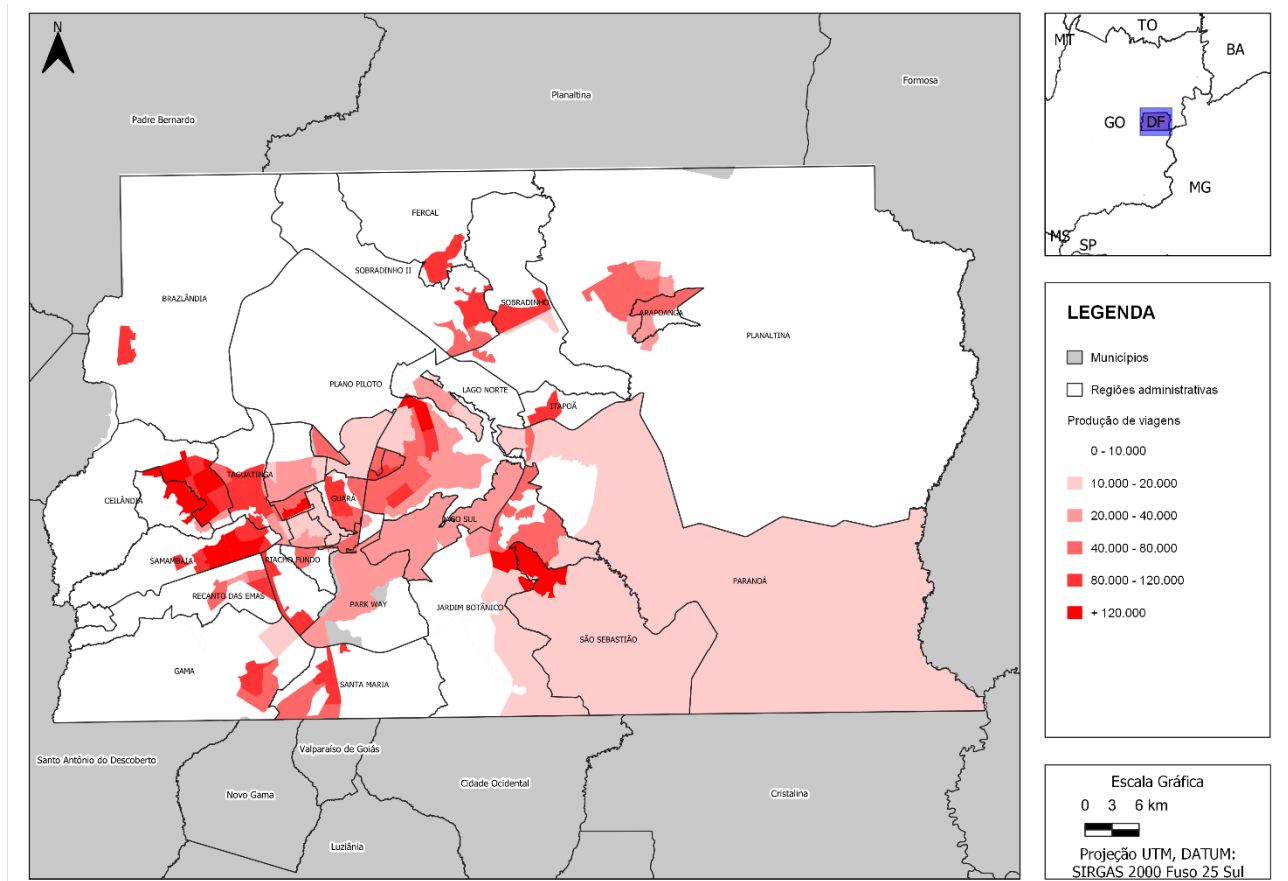 N
Padre Bernardo
Planaltina
Formosa
FERCAL
SOBRADINHO II
BRAZLÂNDIA
SOBRADINHO
ARAPOANGA
PLANALTINA
PLANO PILOTO
LAGO NORTE
ITAPOÃ
TAGUATINGA
CEILÂNDIA
GUARÁ
LAGO SUL
SAMAMBAIA
RIACHO FUNDO
RECANTO DAS EMAS
PARK WAY
JARDIM BOTÂNICO
PARANOÁ
SÃO SEBASTIÃO
GAMA
SANTA MARIA
Santo Antônio do Descoberto
Valparaíso de Goiás
Novo Gama
Cidade Ocidental
Cristalina
Luziânia
TO
MT
BA
GO
DF
MG
MS
SP
LEGENDA
Municípios
Regiões administrativas
Produção de viagens
0 - 10.000
10.000 - 20.000
20.000 - 40.000
40.000 - 80.000
80.000 - 120.000
+ 120.000
Escala Gráfica
0 3 6 km
Projeção UTM, DATUM:
SIRGAS 2000 Fuso 25 Sul